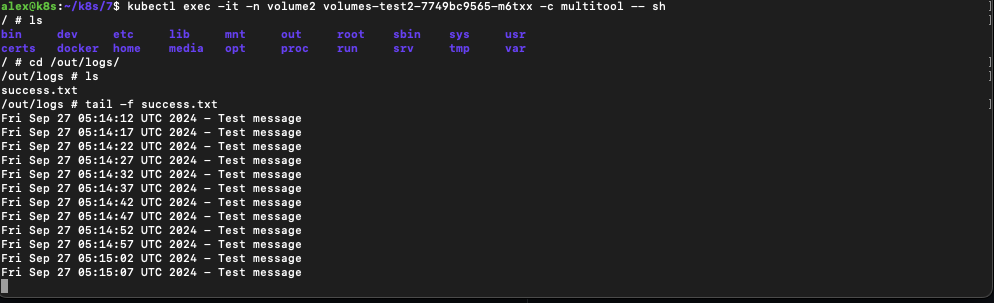 alex@k8s:~/k8s/7$ kubectl exec -it -n volume2 volumes-test2-7749bc9565-m6txx -c multitool -- sh
/ # ls
bin     dev     etc     lib     mnt     out     root    sbin    sys     usr
certs   docker  home    media   opt     proc    run     srv     tmp     var
/ # cd /out/logs/
/out/logs # ls
success.txt
/out/logs # tail -f success.txt
Fri Sep 27 05:14:12 UTC 2024 - Test message
Fri Sep 27 05:14:17 UTC 2024 - Test message
Fri Sep 27 05:14:22 UTC 2024 - Test message
Fri Sep 27 05:14:27 UTC 2024 - Test message
Fri Sep 27 05:14:32 UTC 2024 - Test message
Fri Sep 27 05:14:37 UTC 2024 - Test message
Fri Sep 27 05:14:42 UTC 2024 - Test message
Fri Sep 27 05:14:47 UTC 2024 - Test message
Fri Sep 27 05:14:52 UTC 2024 - Test message
Fri Sep 27 05:14:57 UTC 2024 - Test message
Fri Sep 27 05:15:02 UTC 2024 - Test message
Fri Sep 27 05:15:07 UTC 2024 - Test message